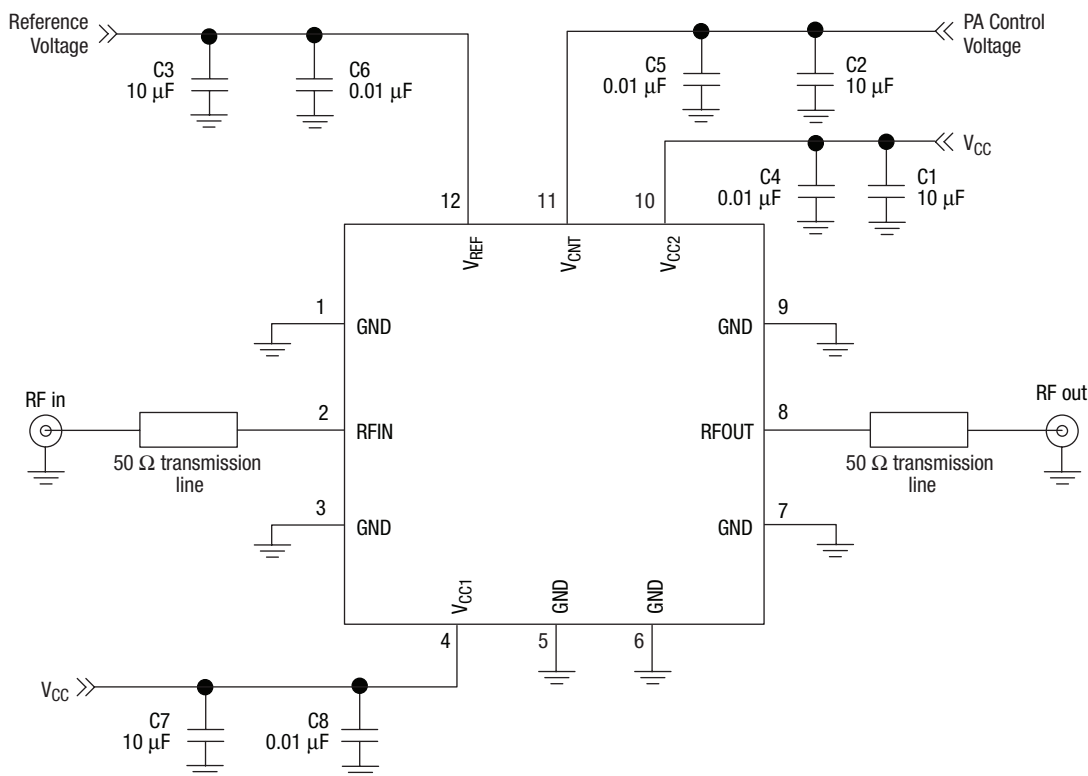 Reference
Voltage
C3
10 μF
C6
0.01 μF
C5
0.01 μF
C2
10 μF
PA Control
Voltage
C4
0.01 μF
C1
10 μF
VCC
12
11
10
VREF
VCNT
VCC2
1
GND
GND
9
RF in
2
RFIN
50 Ω transmission
line
RFOUT
8
50 Ω transmission
line
RF out
3
GND
GND
7
VCC1
GND
GND
4
5
6
VCC
C7
10 μF
C8
0.01 μF